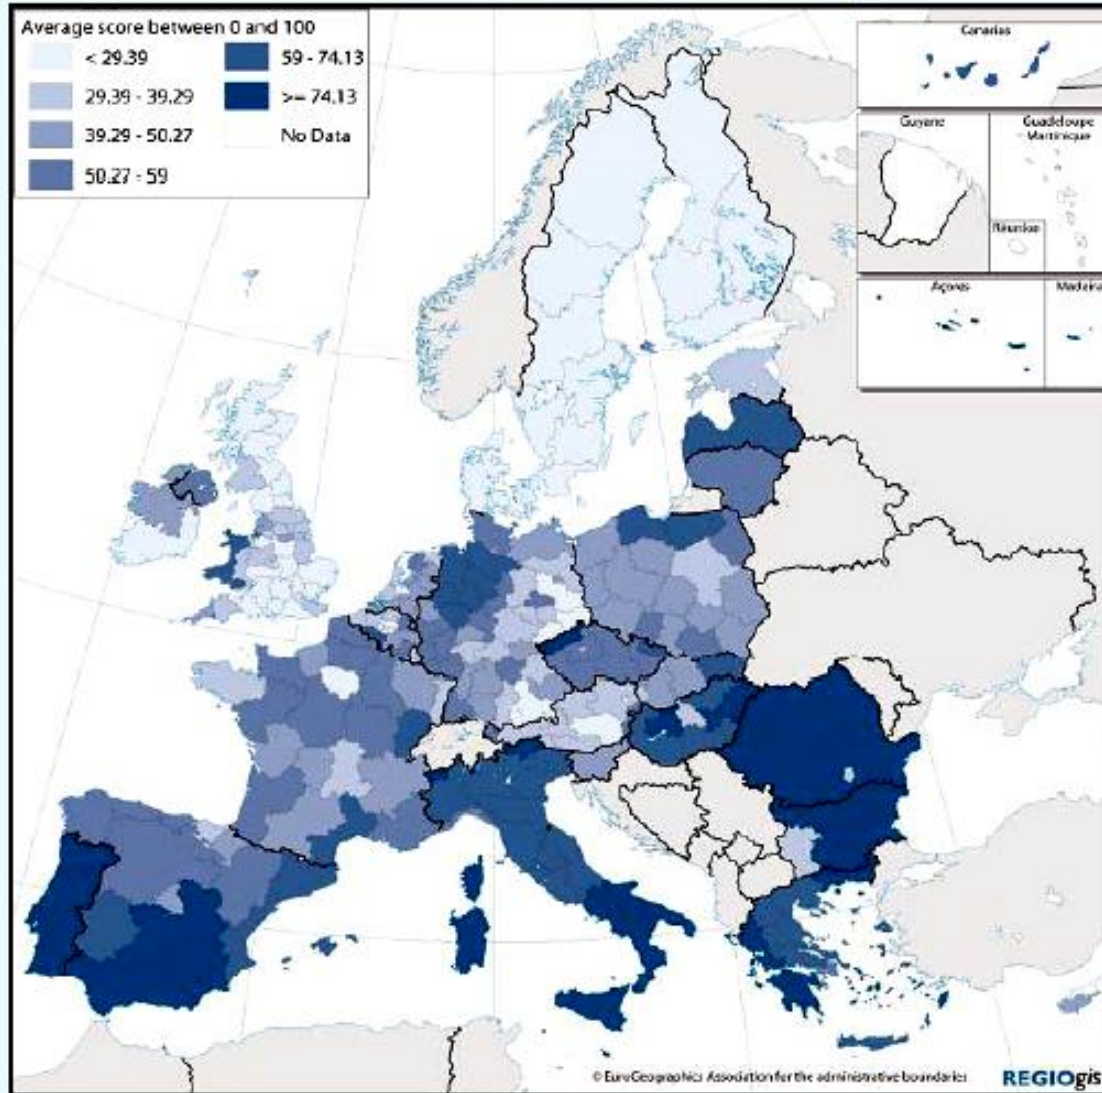 Average score between 0 and 100
< 29.39
29.39 - 39.29
39.29 - 50.27
50.27 - 59
59 - 74.13
>= 74.13
No Data
Canarias
Guyane
Guadeloupe
Martinique
Réunion
Açores
Madeira
© EuroGeographics Association for the administrative boundaries
REGIOgis